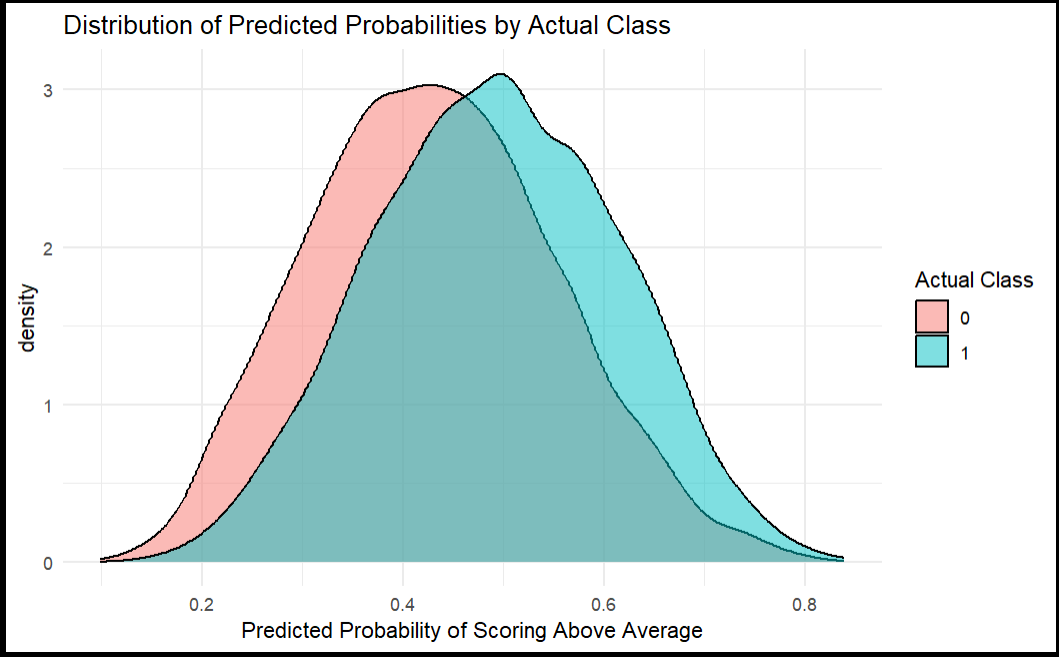 Distribution of Predicted Probabilities by Actual Class
3
2
1
0
density
0.2
0.4
0.6
0.8
Predicted Probability of Scoring Above Average
Actual Class
0
1